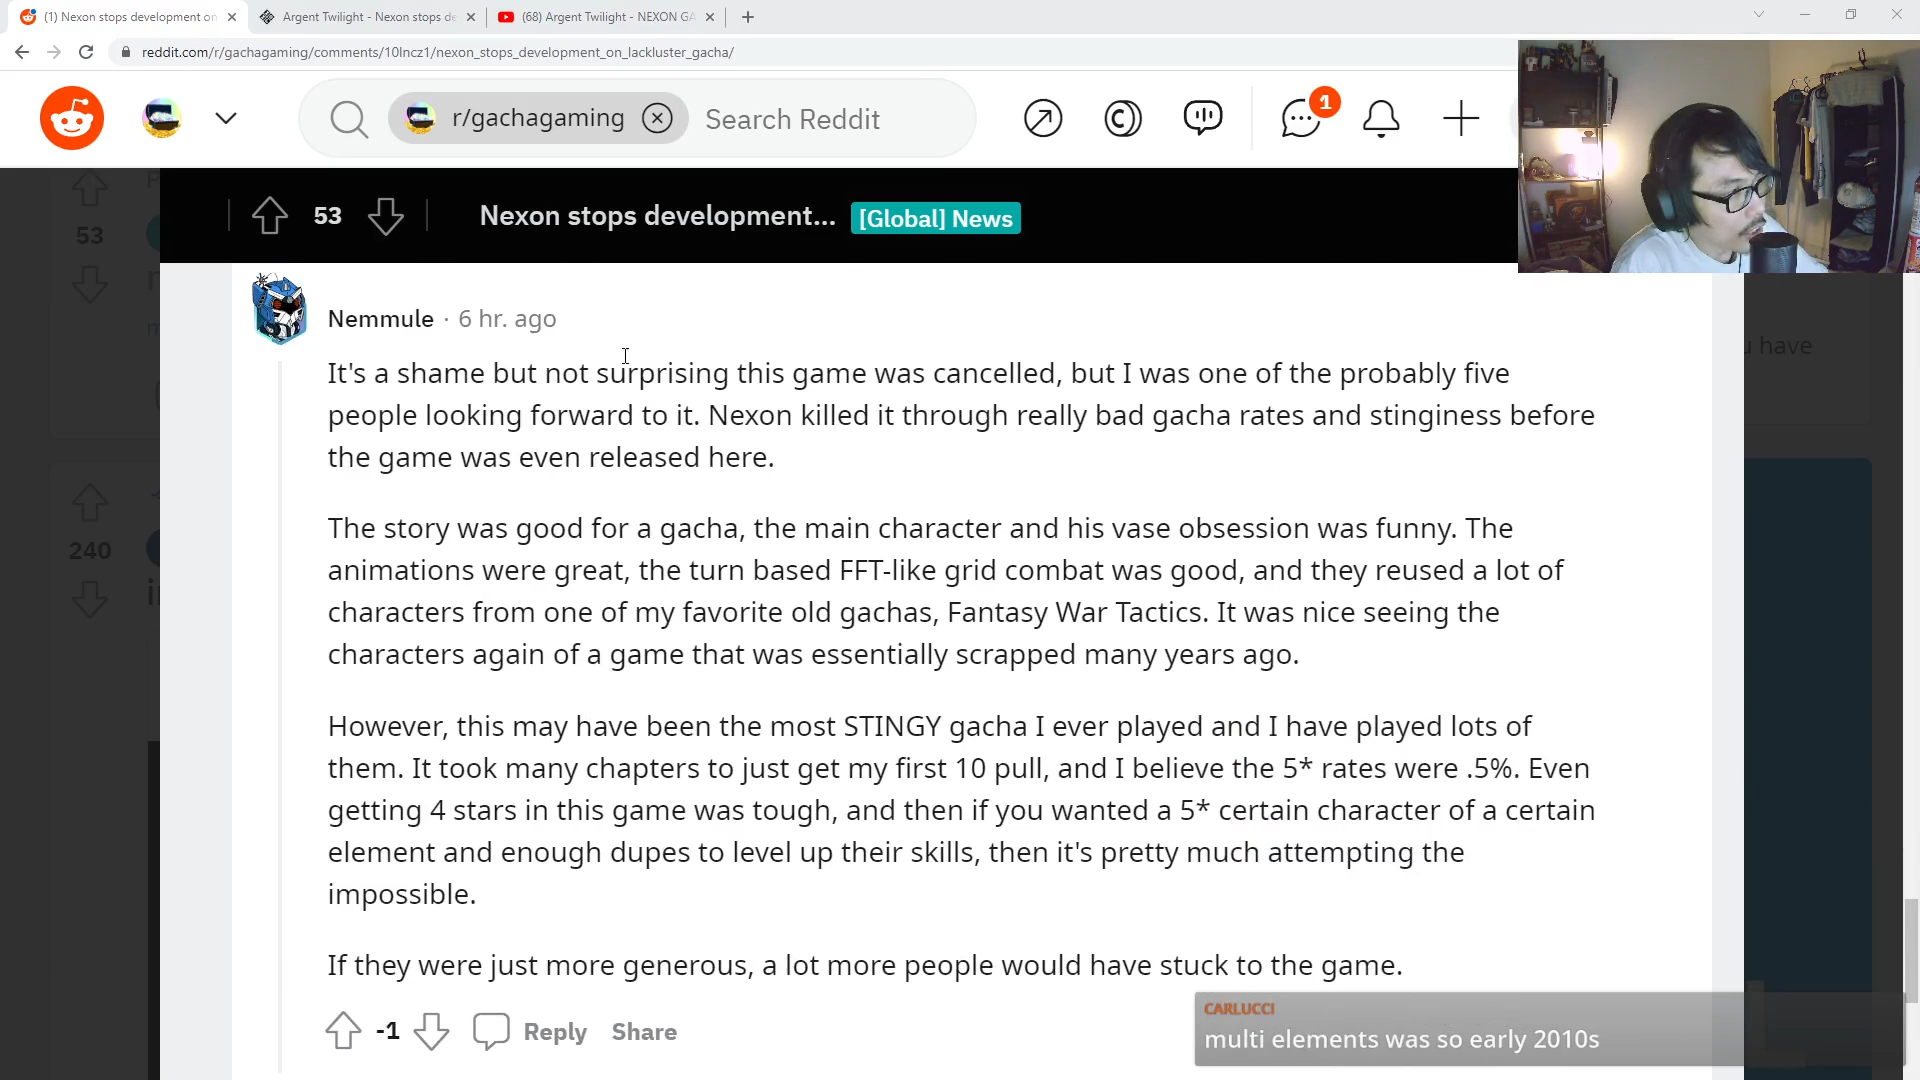 (1) Nexon stops development on
Argent Twilight - Nexon stops de
(68) Argent Twilight - NEXON GA
reddit.com/r/gachagaming/comments/10lncz1/nexon_stops_development_on_lackluster_gacha/
r/gachagaming
Search Reddit
1
53
Nexon stops development...
[Global] News
53
240
have
Nemmule · 6 hr. ago
It's a shame but not surprising this game was cancelled, but I was one of the probably five
people looking forward to it. Nexon killed it through really bad gacha rates and stinginess before
the game was even released here.
The story was good for a gacha, the main character and his vase obsession was funny. The
animations were great, the turn based FFT-like grid combat was good, and they reused a lot of
characters from one of my favorite old gachas, Fantasy War Tactics. It was nice seeing the
characters again of a game that was essentially scrapped many years ago.
However, this may have been the most STINGY gacha I ever played and I have played lots of
them. It took many chapters to just get my first 10 pull, and I believe the 5* rates were .5%. Even
getting 4 stars in this game was tough, and then if you wanted a 5* certain character of a certain
element and enough dupes to level up their skills, then it's pretty much attempting the
impossible.
If they were just more generous, a lot more people would have stuck to the game.
-1
Reply
Share
CARLUCCI
multi elements was so early 2010s